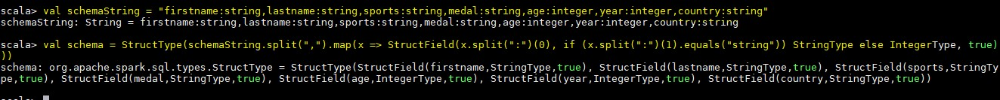 scala> val schemaString = "firstname:string,lastname:string,sports:string,medal:string,age:integer,year:integer,country:string"
schemaString: String = firstname:string,lastname:string,sports:string,medal:string,age:integer,year:integer,country:string
scala> val schema = StructType(schemaString.split(",").map(x => StructField(x.split(":")(0), if (x.split(":")(1).equals("string")) StringType else IntegerType, true)
))
schema: org.apache.spark.sql.types.StructType = StructType(StructField(firstname,StringType,true), StructField(lastname,StringType,true), StructField(sports,StringTy
pe,true), StructField(medal,StringType,true), StructField(age,IntegerType,true), StructField(year,IntegerType,true), StructField(country,StringType,true))
scala>